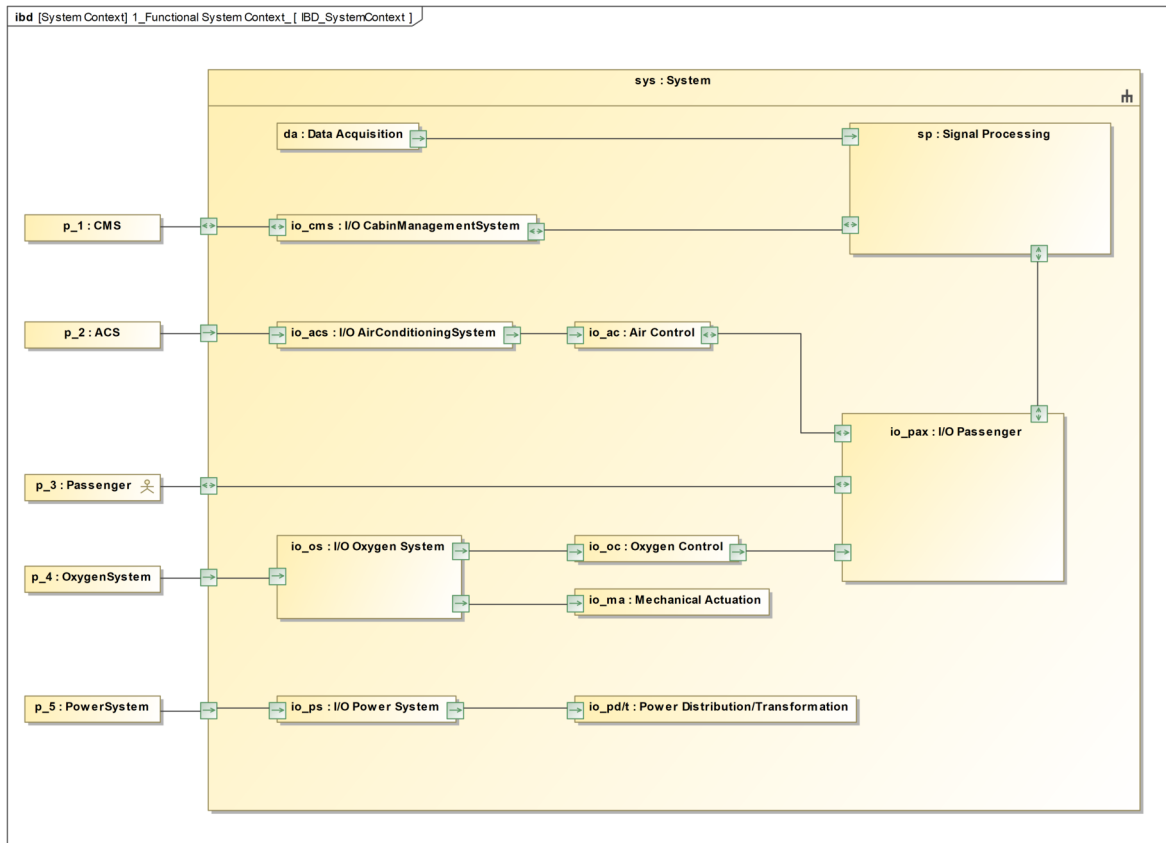 ibd [System Context] 1_Functional System Context_ [ IBD_SystemContext ]
sys : System
da : Data Acquisition
sp : Signal Processing
p_1 : CMS
io_cms : I/O CabinManagementSystem
p_2 : ACS
io_acs : I/O AirConditioningSystem
io_ac : Air Control
io_pax : I/O Passenger
p_3 : Passenger
io_os : I/O Oxygen System
io_oc : Oxygen Control
p_4 : OxygenSystem
io_ma : Mechanical Actuation
p_5 : PowerSystem
io_ps : I/O Power System
io_pd/t : Power Distribution/Transformation